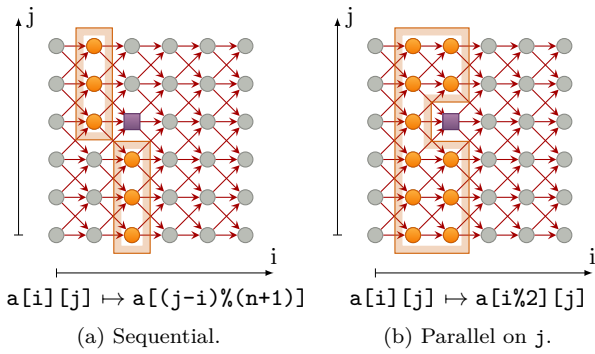 j
i
a[i][j] ↦ a[(j-i)%(n+1)]
(a) Sequential.
j
i
a[i][j] ↦ a[i%2][j]
(b) Parallel on j.